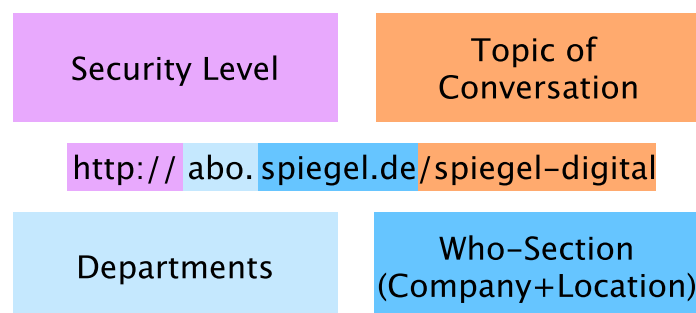 Security Level
Topic of
Conversation
http:// abo.spiegel.de/spiegel-digital
Departments
Who-Section
(Company+Location)